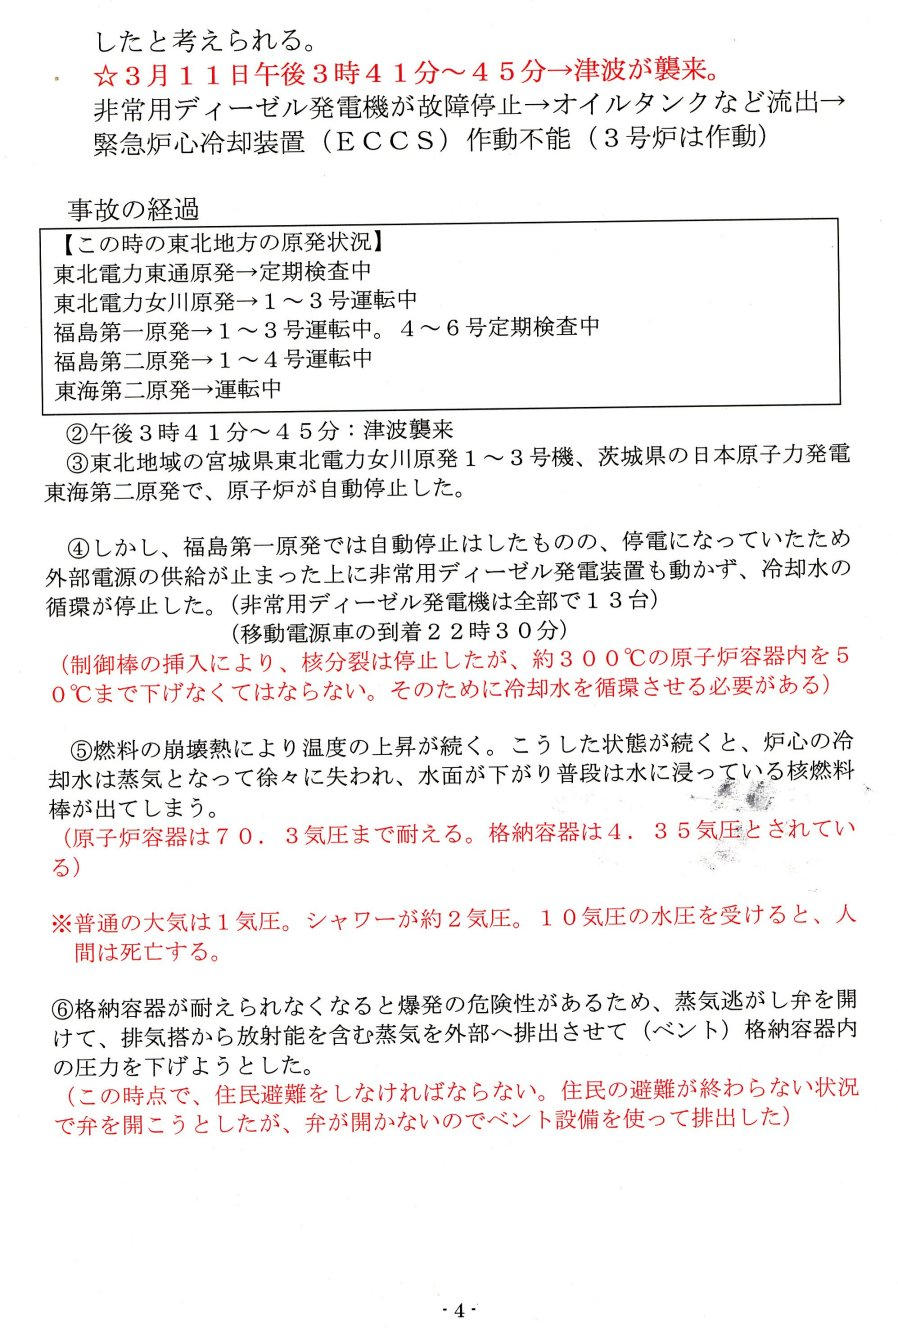 したと考えられる。
☆３月１１日午後３時４１分～４５分→津波が襲来。
非常用ディーゼル発電機が故障停止→オイルタンクなど流出→
緊急炉心冷却装置（ＥＣＣＳ）作動不能（３号炉は作動）
事故の経過
【この時の東北地方の原発状況】
東北電力東通原発→定期検査中
東北電力女川原発→１～３号運転中
福島第一原発→１～３号運転中。４～６号定期検査中
福島第二原発→１～４号運転中
東海第二原発→運転中
②午後３時４１分～４５分：津波襲来
③東北地域の宮城県東北電力女川原発１～３号機、茨城県の日本原子力発電
東海第二原発で、原子炉が自動停止した。
④しかし、福島第一原発では自動停止はしたものの、停電になっていたため
外部電源の供給が止まった上に非常用ディーゼル発電装置も動かず、冷却水の
循環が停止した。（非常用ディーゼル発電機は全部で１３台）
（移動電源車の到着２２時３０分）
（制御棒の挿入により、核分裂は停止したが、約３００℃の原子炉容器内を５
０℃まで下げなくてはならない。そのために冷却水を循環させる必要がある）
⑤燃料の崩壊熱により温度の上昇が続く。こうした状態が続くと、炉心の冷
却水は蒸気となって徐々に失われ、水面が下がり普段は水に浸っている核燃料
棒が出てしまう。
（原子炉容器は７０．３気圧まで耐える。格納容器は４．３５気圧とされてい
る）
※普通の大気は１気圧。シャワーが約２気圧。１０気圧の水圧を受けると、人
間は死亡する。
⑥格納容器が耐えられなくなると爆発の危険性があるため、蒸気逃がし弁を開
けて、排気搭から放射能を含む蒸気を外部へ排出させて（ベント）格納容器内
の圧力を下げようとした。
（この時点で、住民避難をしなければならない。住民の避難が終わらない状況
で弁を開こうとしたが、弁が開かないのでベント設備を使って排出した）
- 4 -